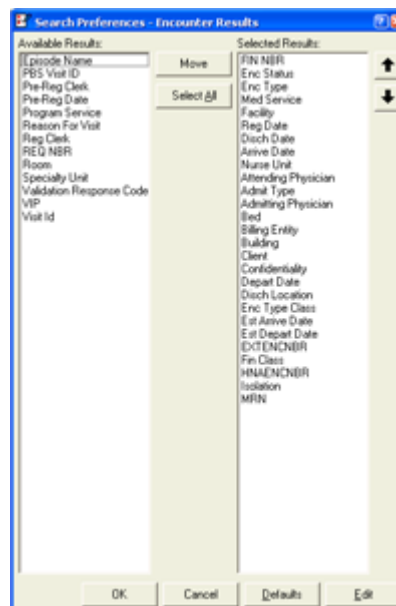 Search Preferences - Encounter Results
Available Results:
Episode Name
PBS Visit ID
Pre-Reg Clerk
Pre-Reg Date
Program Service
Reason For Visit
Reg Clerk
REQ NBR
Room
Specialty Unit
Validation Response Code
VIP
Visit Id
Move
Select All
Selected Results:
FIN NBR
Enc Status
Enc Type
Med Service
Facility
Reg Date
Disch Date
Arrive Date
Nurse Unit
Attending Physician
Admit Type
Admitting Physician
Bed
Billing Entity
Building
Client
Confidentiality
Depart Date
Disch Location
Enc Type Class
Est Arrive Date
Est Depart Date
EXTENCNBR
Fin Class
HNAENCNBR
Isolation
MRN
OK
Cancel
Defaults
Edit